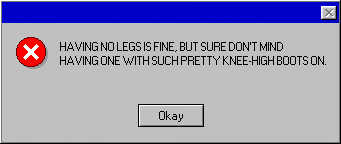 HAVING NO LEGS IS FINE, BUT SURE DON'T MIND
HAVING ONE WITH SUCH PRETTY KNEE-HIGH BOOTS ON.
Okay